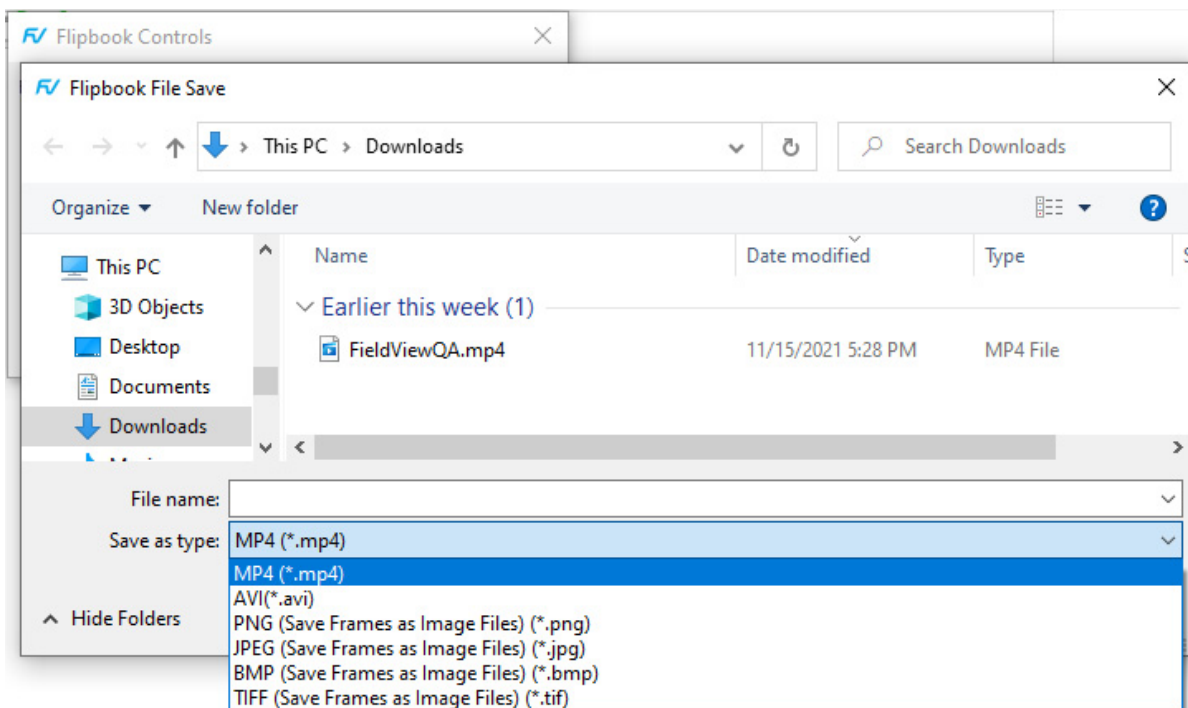 Flipbook Controls
Flipbook File Save
This PC > Downloads
Search Downloads
Organize New folder
Name Date modified Type
This PC
3D Objects
Desktop
Documents
Downloads
Earlier this week (1)
FieldViewQA.mp4 11/15/2021 5:28 PM MP4 File
File name:
Save as type: MP4 (*.mp4)
MP4 (*.mp4)
AVI(*.avi)
PNG (Save Frames as Image Files) (*.png)
JPEG (Save Frames as Image Files) (*.jpg)
BMP (Save Frames as Image Files) (*.bmp)
TIFF (Save Frames as Image Files) (*.tif)
Hide Folders